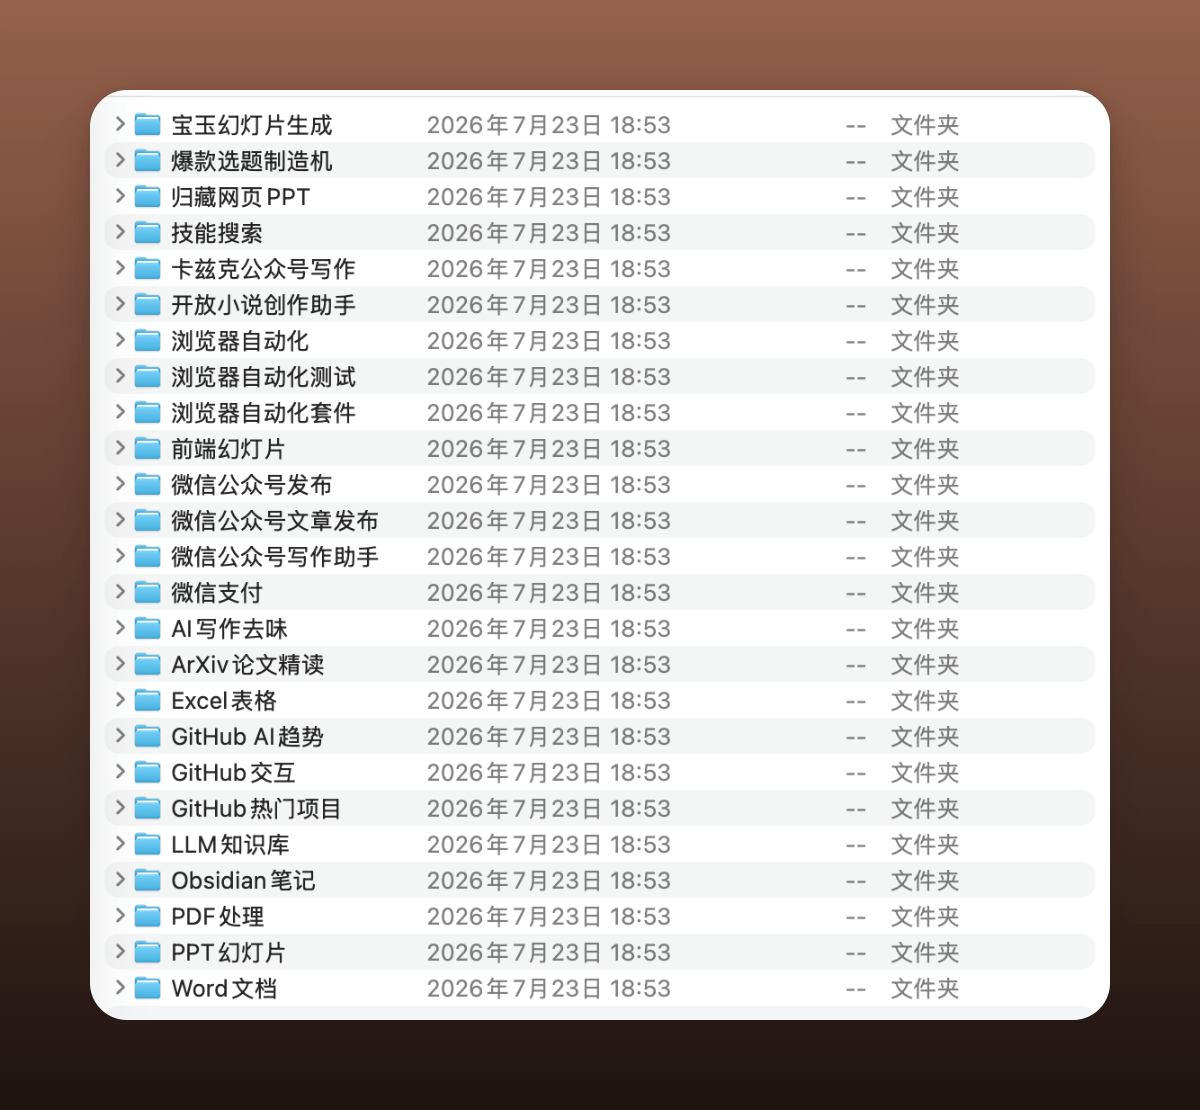 宝玉幻灯片生成 2026年7月23日 18:53 -- 文件夹
爆款选题制造机 2026年7月23日 18:53 -- 文件夹
归藏网页PPT 2026年7月23日 18:53 -- 文件夹
技能搜索 2026年7月23日 18:53 -- 文件夹
卡兹克公众号写作 2026年7月23日 18:53 -- 文件夹
开放小说创作助手 2026年7月23日 18:53 -- 文件夹
浏览器自动化 2026年7月23日 18:53 -- 文件夹
浏览器自动化测试 2026年7月23日 18:53 -- 文件夹
浏览器自动化套件 2026年7月23日 18:53 -- 文件夹
前端幻灯片 2026年7月23日 18:53 -- 文件夹
微信公众号发布 2026年7月23日 18:53 -- 文件夹
微信公众号文章发布 2026年7月23日 18:53 -- 文件夹
微信公众号写作助手 2026年7月23日 18:53 -- 文件夹
微信支付 2026年7月23日 18:53 -- 文件夹
AI写作去味 2026年7月23日 18:53 -- 文件夹
ArXiv论文精读 2026年7月23日 18:53 -- 文件夹
Excel表格 2026年7月23日 18:53 -- 文件夹
GitHub AI趋势 2026年7月23日 18:53 -- 文件夹
GitHub交互 2026年7月23日 18:53 -- 文件夹
GitHub热门项目 2026年7月23日 18:53 -- 文件夹
LLM知识库 2026年7月23日 18:53 -- 文件夹
Obsidian笔记 2026年7月23日 18:53 -- 文件夹
PDF处理 2026年7月23日 18:53 -- 文件夹
PPT幻灯片 2026年7月23日 18:53 -- 文件夹
Word文档 2026年7月23日 18:53 -- 文件夹